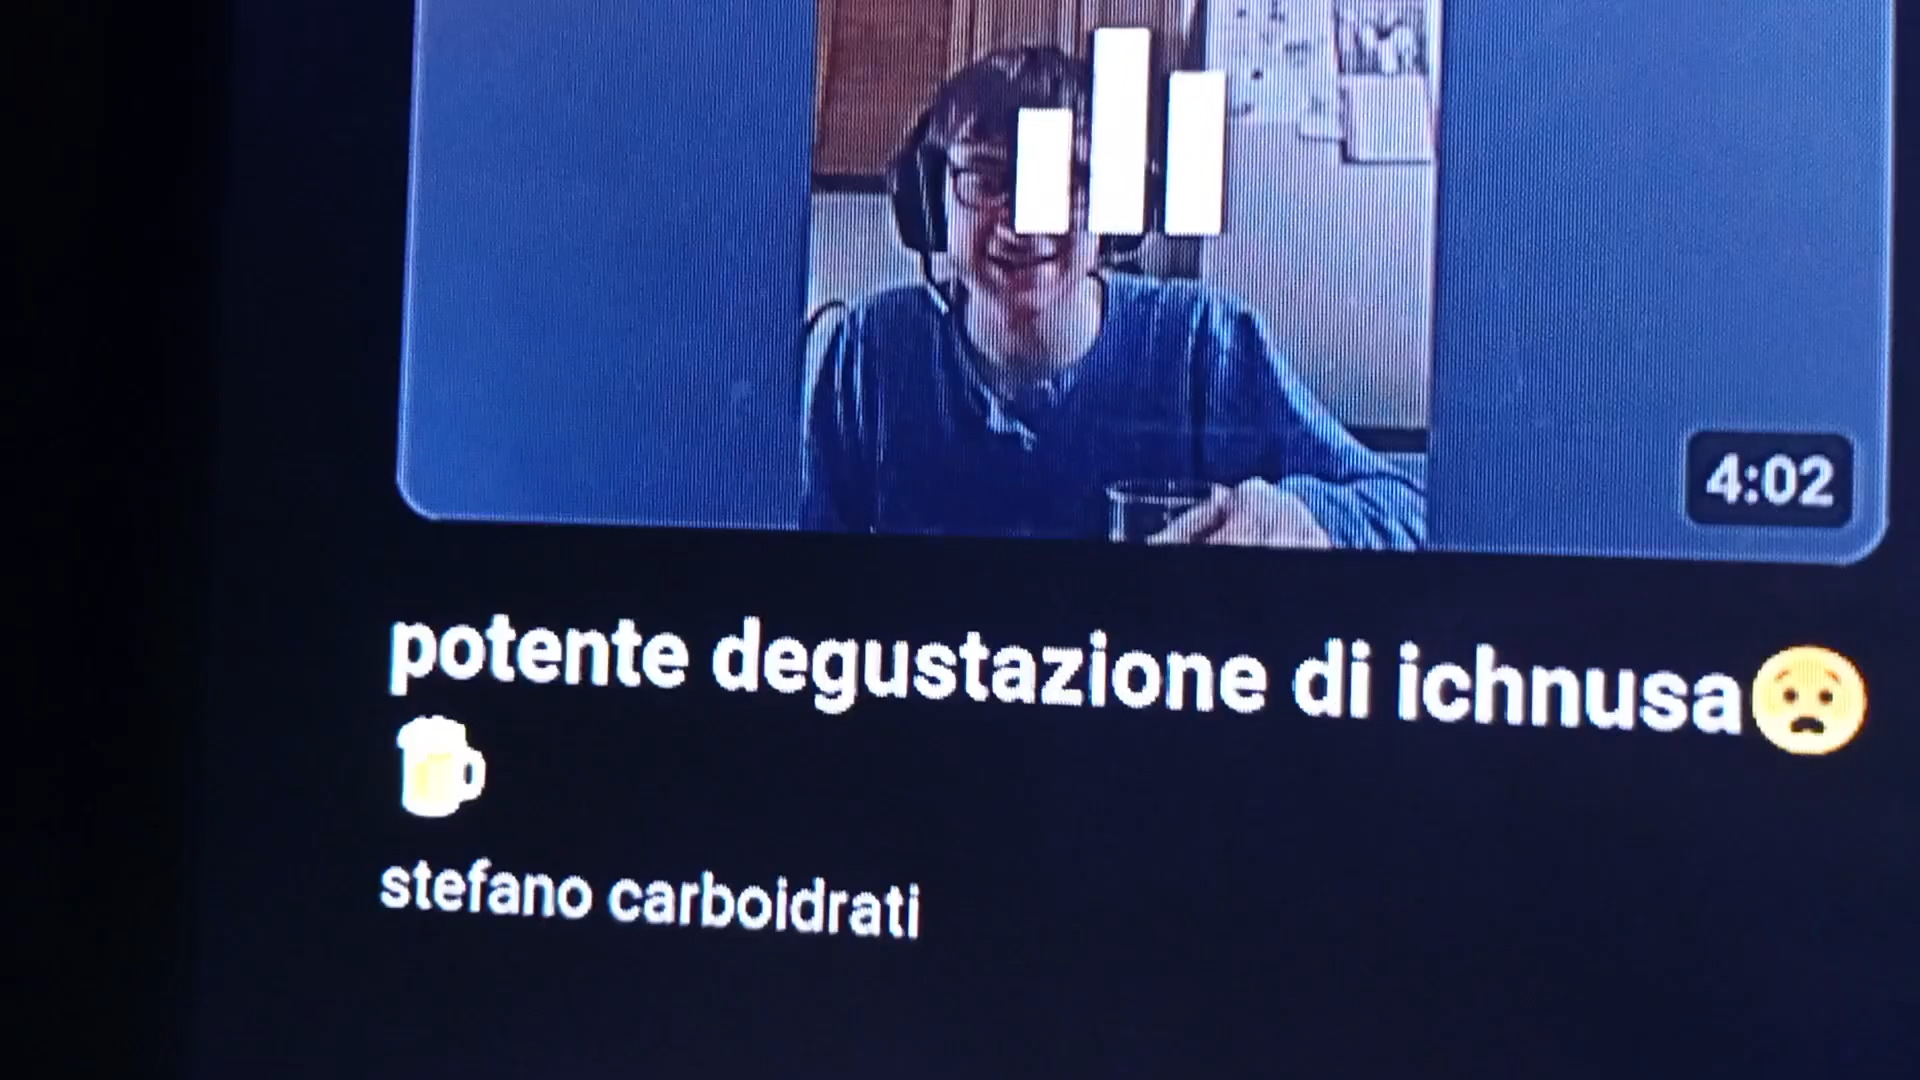 4:02
potente degustazione di ichnusa😟
🍺
stefano carboidrati